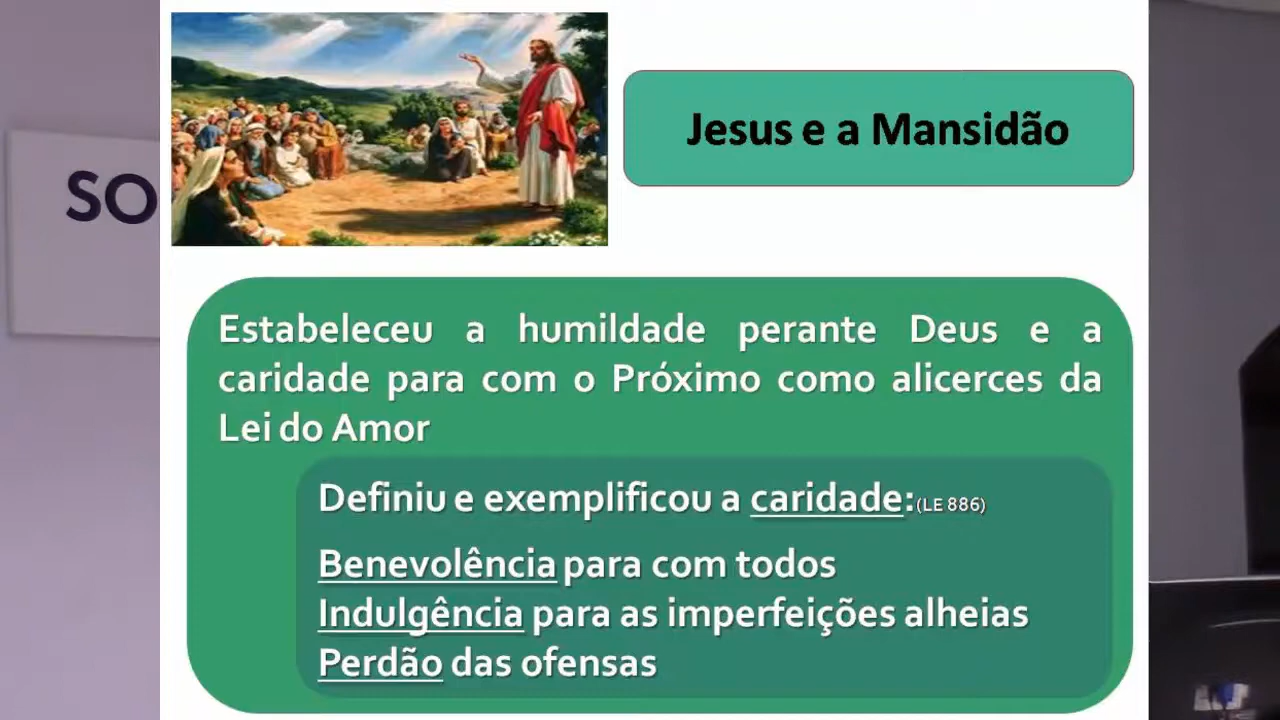 SO
Jesus e a Mansidão
Estabeleceu a humildade perante Deus e a
caridade para com o Próximo como alicerces da
Lei do Amor
Definiu e exemplificou a caridade:(LE 886)
Benevolência para com todos
Indulgência para as imperfeições alheias
Perdão das ofensas